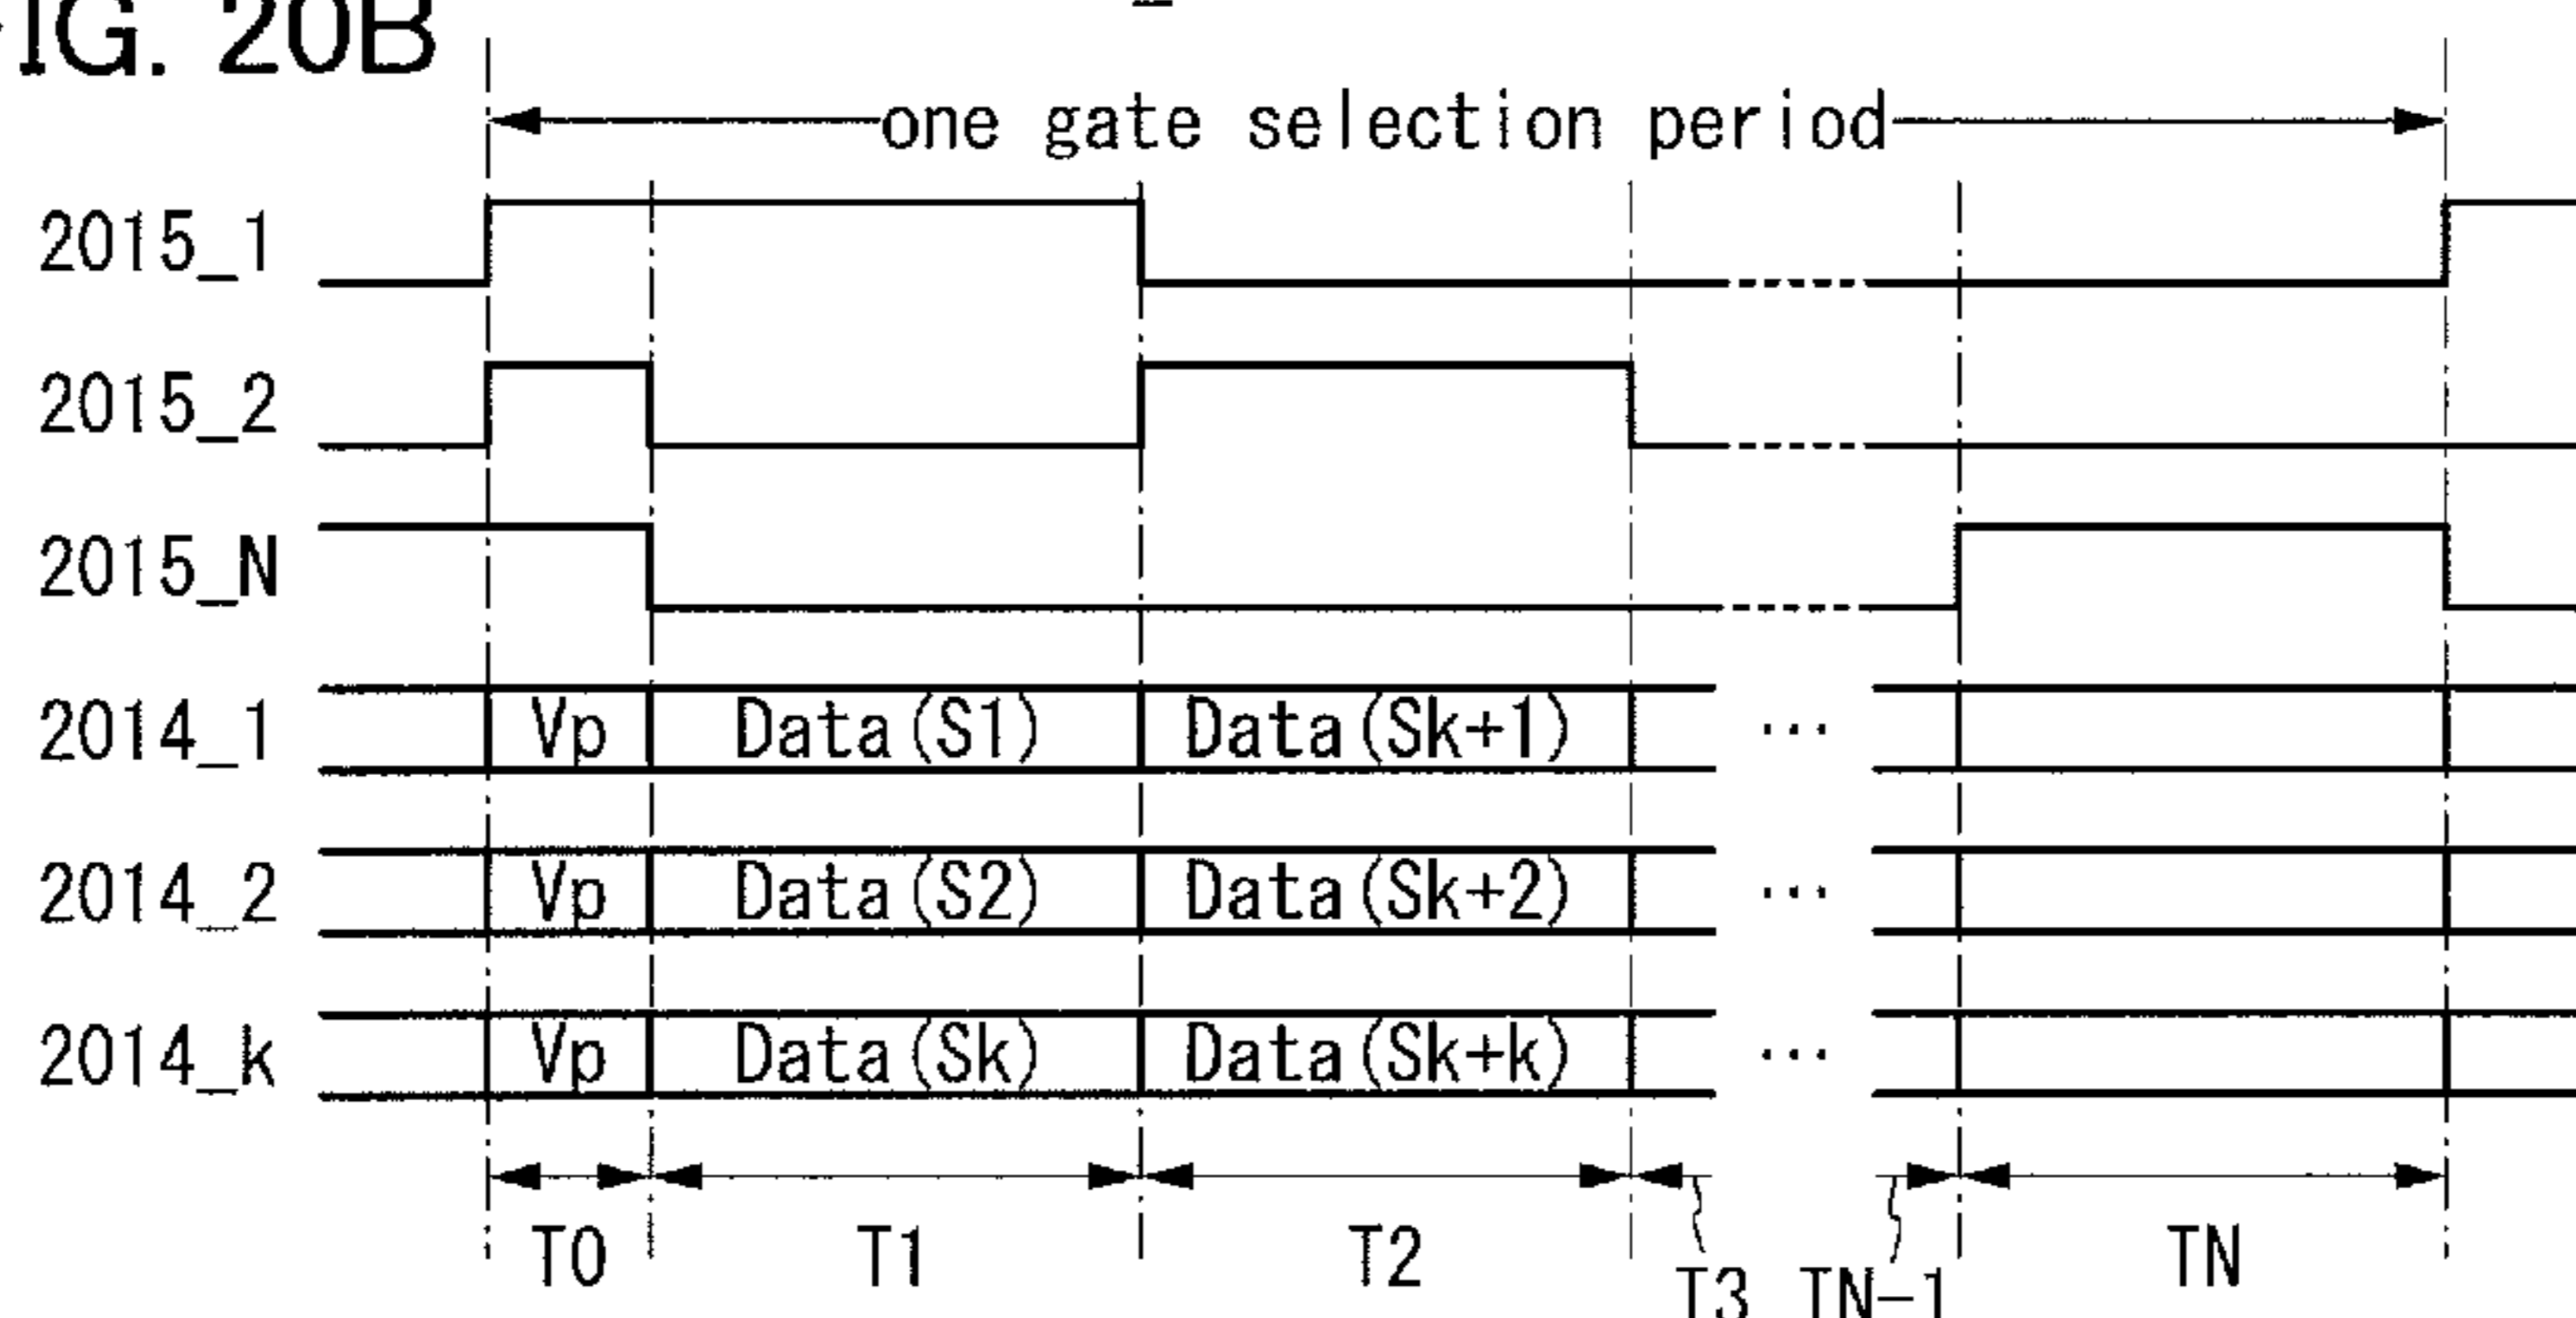 FIG. 20B
one gate selection period
2015_1
2015_2
2015_N
2014_1 Vp Data(S1) Data(Sk+1) ...
2014_2 Vp Data(S2) Data(Sk+2) ...
2014_k Vp Data(Sk) Data(Sk+k) ...
T0 T1 T2 T3 TN-1 TN